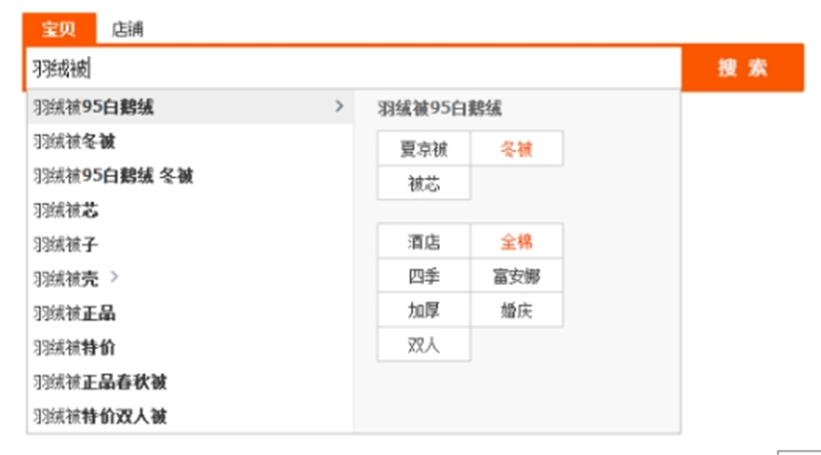 宝贝 店铺
羽绒被 搜索
羽绒被95白鹅绒 >
羽绒被冬被
羽绒被95白鹅绒 冬被
羽绒被芯
羽绒被子
羽绒被壳 >
羽绒被正品
羽绒被特价
羽绒被正品春秋被
羽绒被特价双人被
羽绒被95白鹅绒
夏凉被 冬被
被芯
酒店 全棉
四季 富安娜
加厚 婚庆
双人